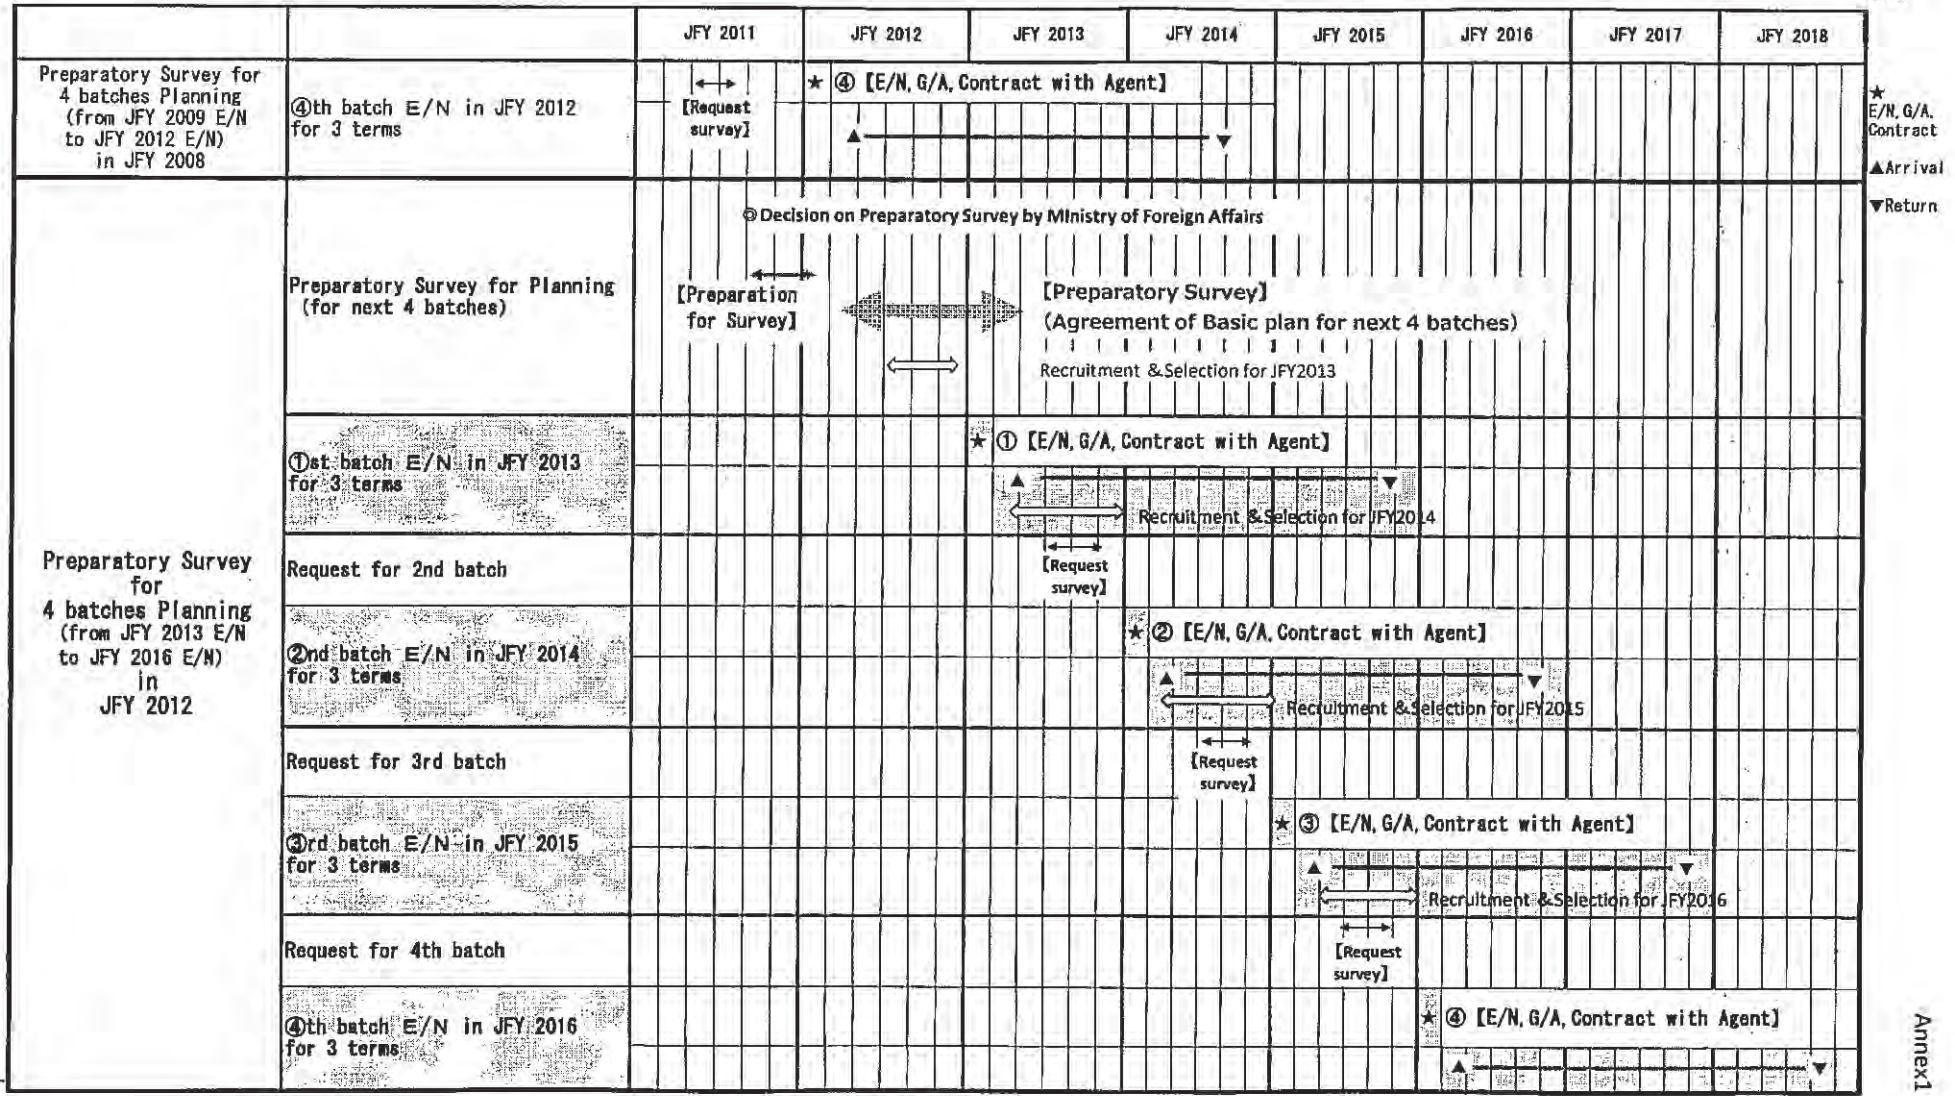 JFY 2011 JFY 2012 JFY 2013 JFY 2014 JFY 2015 JFY 2016 JFY 2017 JFY 2018
Preparatory Survey for
4 batches Planning
(from JFY 2009 E/N
to JFY 2012 E/N)
in JFY 2008
④th batch E/N in JFY 2012
for 3 terms
【Request
survey】
★ ④【E/N, G/A, Contract with Agent】
▲ ▼
★
E/N, G/A.
Contract
▲Arrival
▼Return
Preparatory Survey
for
4 batches Planning
(from JFY 2013 E/N
to JFY 2016 E/N)
in
JFY 2012
◎Decision on Preparatory Survey by Ministry of Foreign Affairs
Preparatory Survey for Planning
(for next 4 batches)
【Preparation
for Survey】
【Preparatory Survey】
(Agreement of Basic plan for next 4 batches)
Recruitment &Selection for JFY2013
①st batch E/N in JFY 2013
for 3 terms
★ ①【E/N, G/A, Contract with Agent】
▲ ▼
Recruitment &Selection for JFY2014
Request for 2nd batch
【Request
survey】
②nd batch E/N in JFY 2014
for 3 terms
★ ②【E/N, G/A, Contract with Agent】
▲ ▼
Recruitment &Selection for JFY2015
Request for 3rd batch
【Request
survey】
③rd batch E/N in JFY 2015
for 3 terms
★ ③【E/N, G/A, Contract with Agent】
▲ ▼
Recruitment &Selection for JFY2016
Request for 4th batch
【Request
survey】
④th batch E/N in JFY 2016
for 3 terms
★ ④【E/N, G/A, Contract with Agent】
▲ ▼
Annex1